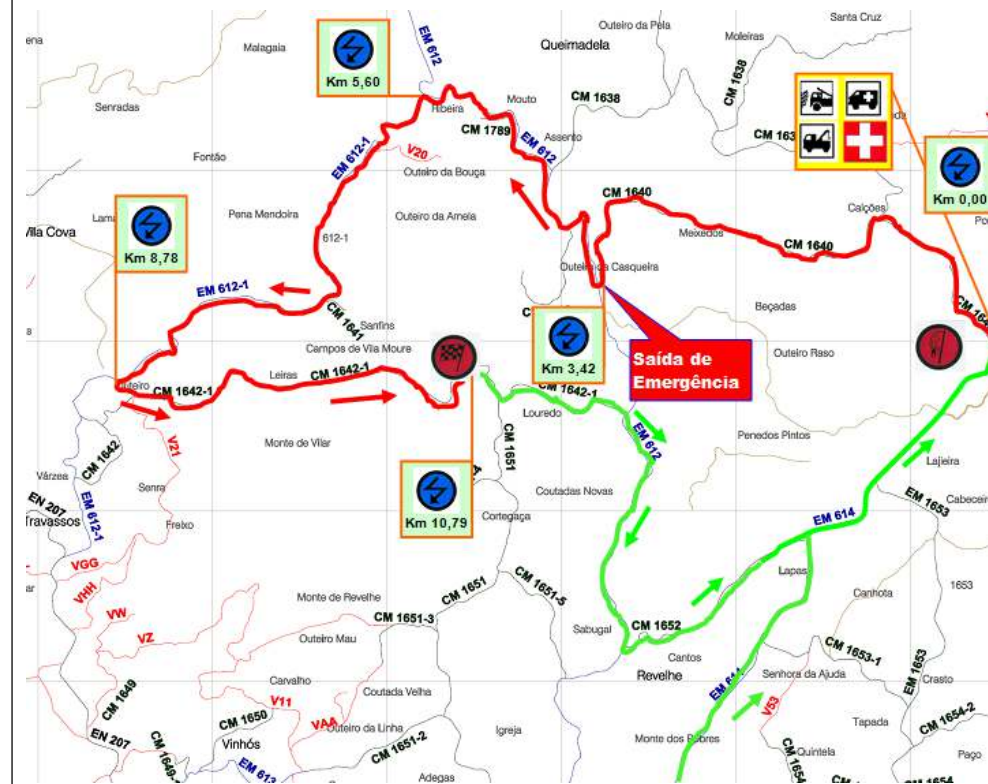 Outeiro da Pela
Santa Cruz
Moleiras
Queimadela
Malagaia
EM 612
Km 5,60
CM 1638
CM 1638
Senradas
Ribeira
Mouto
CM 1789
Assento
EM 612
Km 0,00
Fontão
EM 612-1
V20
Outeiro da Bouça
CM 1640
Calções
Pena Mendoira
Outeiro da Ameia
Meixedos
CM 1640
Vila Cova
612-1
Km 8,78
Outeiro da Casqueira
EM 612-1
CM 1641
Sanfins
Beçadas
Campos de Vila Moure
Km 3,42
Saída de
Emergência
Outeiro Raso
Outeiro
CM 1642-1
Leiras
CM 1642-1
CM 1642-1
Louredo
V21
Monte de Vilar
CM 1651
EM 612
Penedos Pintos
CM 1642
Lajieira
Várzea
Senra
Km 10,79
Coutadas Novas
EM 1653
EN 207
Travassos
EM 612-1
Freixo
Cortegaça
EM 614
VGG
VHH
VW
VZ
Lapas
Monte de Revelhe
CM 1651
CM 1651-5
Canhota
1653
CM 1651-3
Outeiro Mau
Sabugal
CM 1652
Cantos
CM 1653-1
Revelhe
EM 614
Senhora da Ajuda
EM 1653
Crasto
Carvalho
CM 1649
V11
Coutada Velha
V53
CM 1650
VAA
Outeiro da Linha
Igreja
Monte dos Pobres
Tapada
CM 1654-2
EN 207
Vinhós
CM 1651-2
Quintela
Paço
EM 613
Adegas